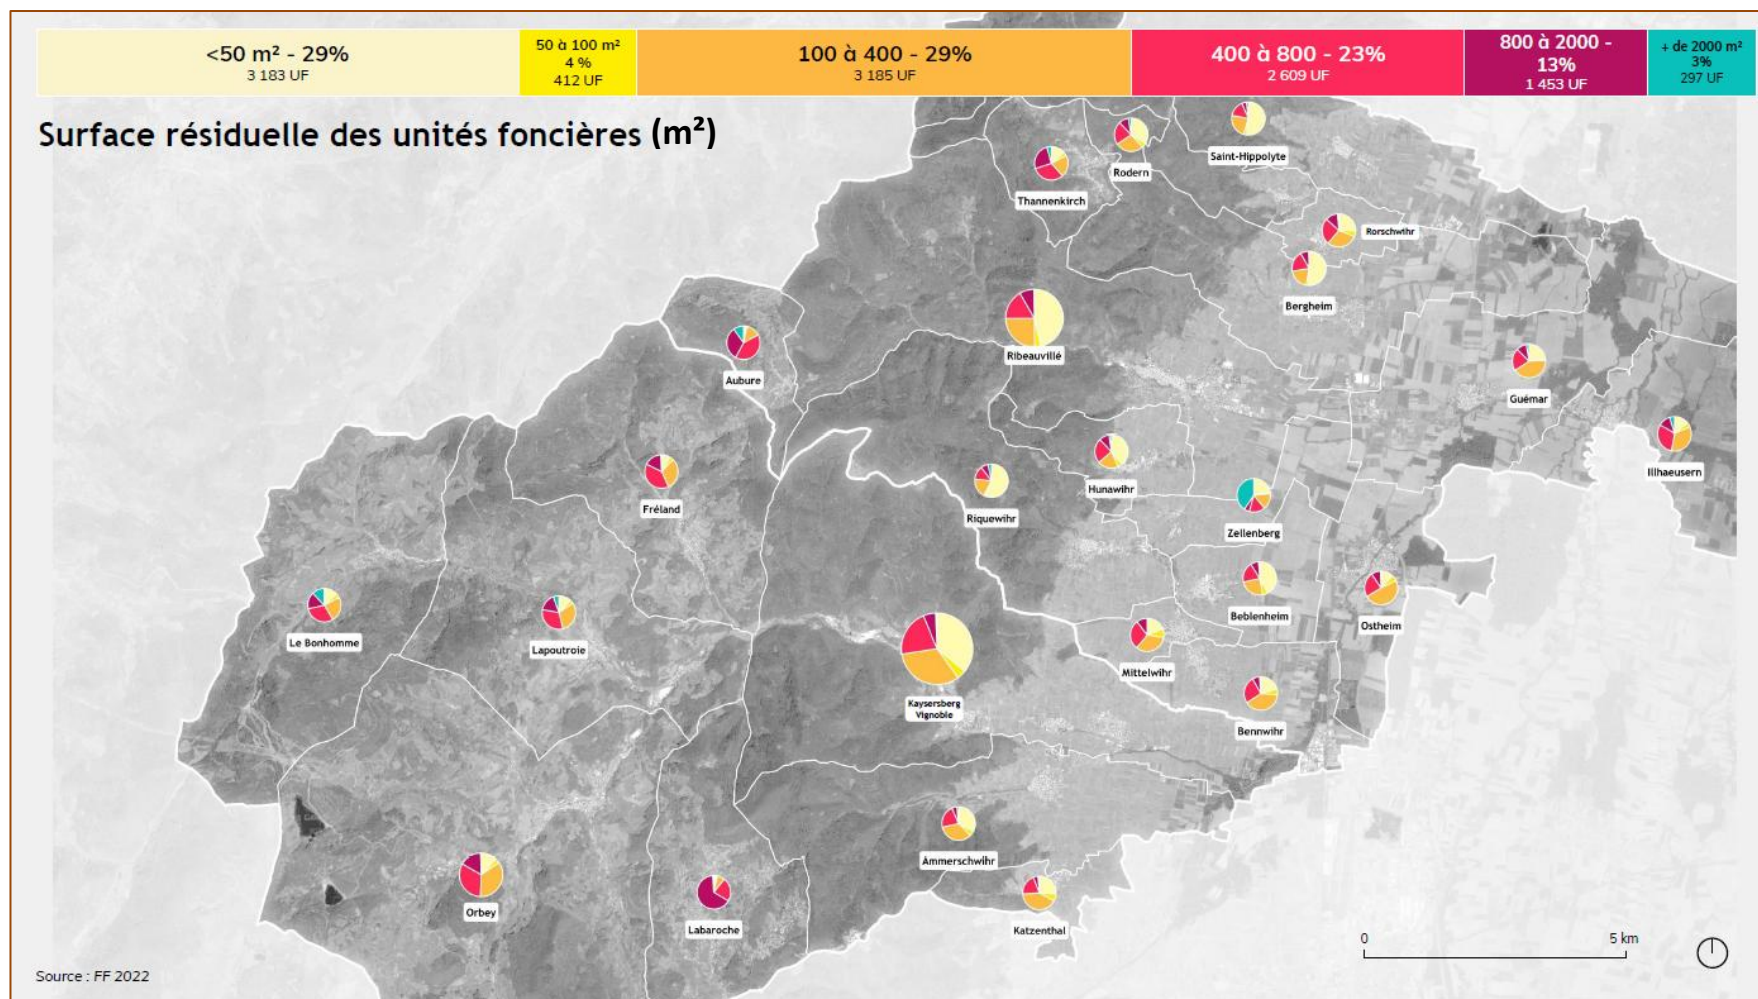 <50 m² - 29%
3 183 UF
50 à 100 m²
4 %
412 UF
100 à 400 - 29%
3 185 UF
400 à 800 - 23%
2 609 UF
800 à 2000 -
13%
1 453 UF
+ de 2000 m²
3%
297 UF
Surface résiduelle des unités foncières (m²)
Saint-Hippolyte
Rodern
Thannenkirch
Rorschwihr
Bergheim
Ribeauvillé
Aubure
Guémar
Illhaeusern
Hunawihr
Riquewihr
Fréland
Zellenberg
Beblenheim
Ostheim
Le Bonhomme
Lapoutroie
Mittelwihr
Kaysersberg
Vignoble
Bennwihr
Ammerschwihr
Orbey
Labaroche
Katzenthal
0
5 km
Source : FF 2022